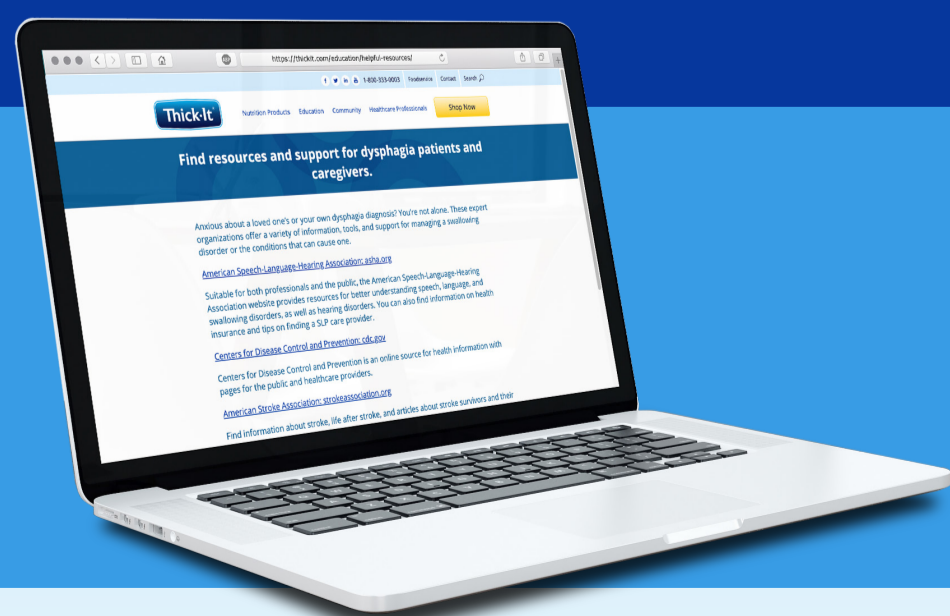 https://thickit.com/education/helpful-resources/
1-800-333-0003 Foodservice Contact Search
Thick-It®
Nutrition Products Education Community Healthcare Professionals Shop Now
Find resources and support for dysphagia patients and
caregivers.
Anxious about a loved one's or your own dysphagia diagnosis? You're not alone. These expert
organizations offer a variety of information, tools, and support for managing a swallowing
disorder or the conditions that can cause one.
American Speech-Language-Hearing Association: asha.org
Suitable for both professionals and the public, the American Speech-Language-Hearing
Association website provides resources for better understanding speech, language, and
swallowing disorders, as well as hearing disorders. You can also find information on health
insurance and tips on finding a SLP care provider.
Centers for Disease Control and Prevention: cdc.gov
Centers for Disease Control and Prevention is an online source for health information with
pages for the public and healthcare providers.
American Stroke Association: strokeassociation.org
Find information about stroke, life after stroke, and articles about stroke survivors and their